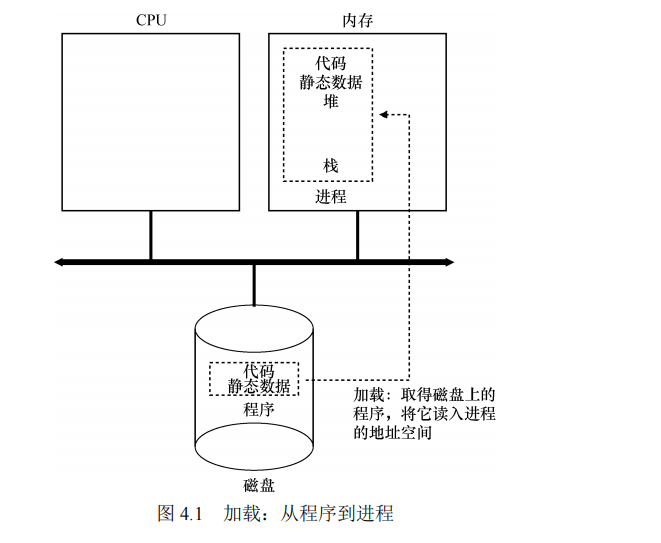 CPU
内存
代码
静态数据
堆
栈
进程
代码
静态数据
程序
磁盘
加载：取得磁盘上的
程序，将它读入进程
的地址空间
图 4.1 加载：从程序到进程